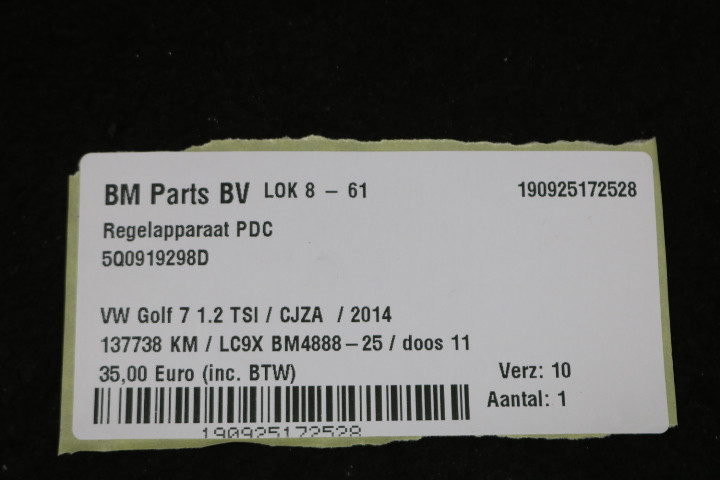 BM Parts BV LOK 8 - 61 190925172528
Regelapparaat PDC
5Q0919298D
VW Golf 7 1.2 TSI / CJZA / 2014
137738 KM / LC9X BM4888-25 / doos 11
35,00 Euro (inc. BTW) Verz: 10
Aantal: 1
190925172528